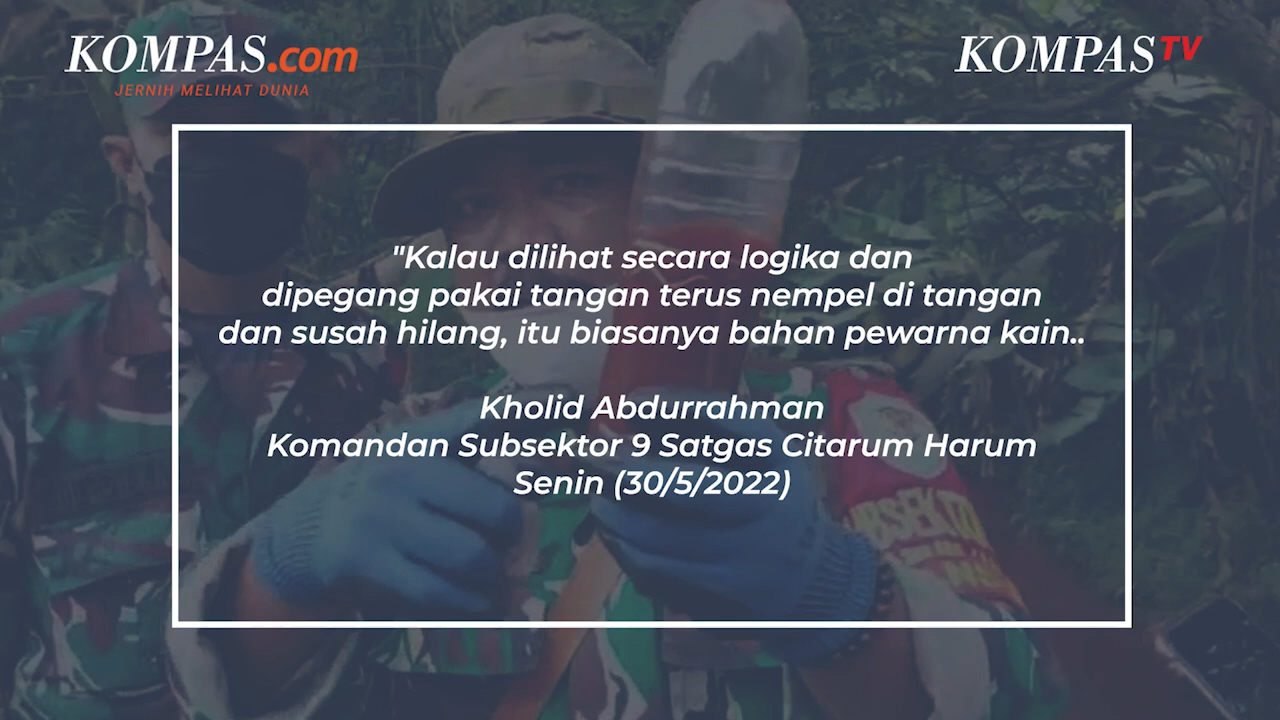 KOMPAS.com
JERNIH MELIHAT DUNIA
KOMPASTV
"Kalau dilihat secara logika dan
dipegang pakai tangan terus nempel di tangan
dan susah hilang, itu biasanya bahan pewarna kain..
Kholid Abdurrahman
Komandan Subsektor 9 Satgas Citarum Harum
Senin (30/5/2022)